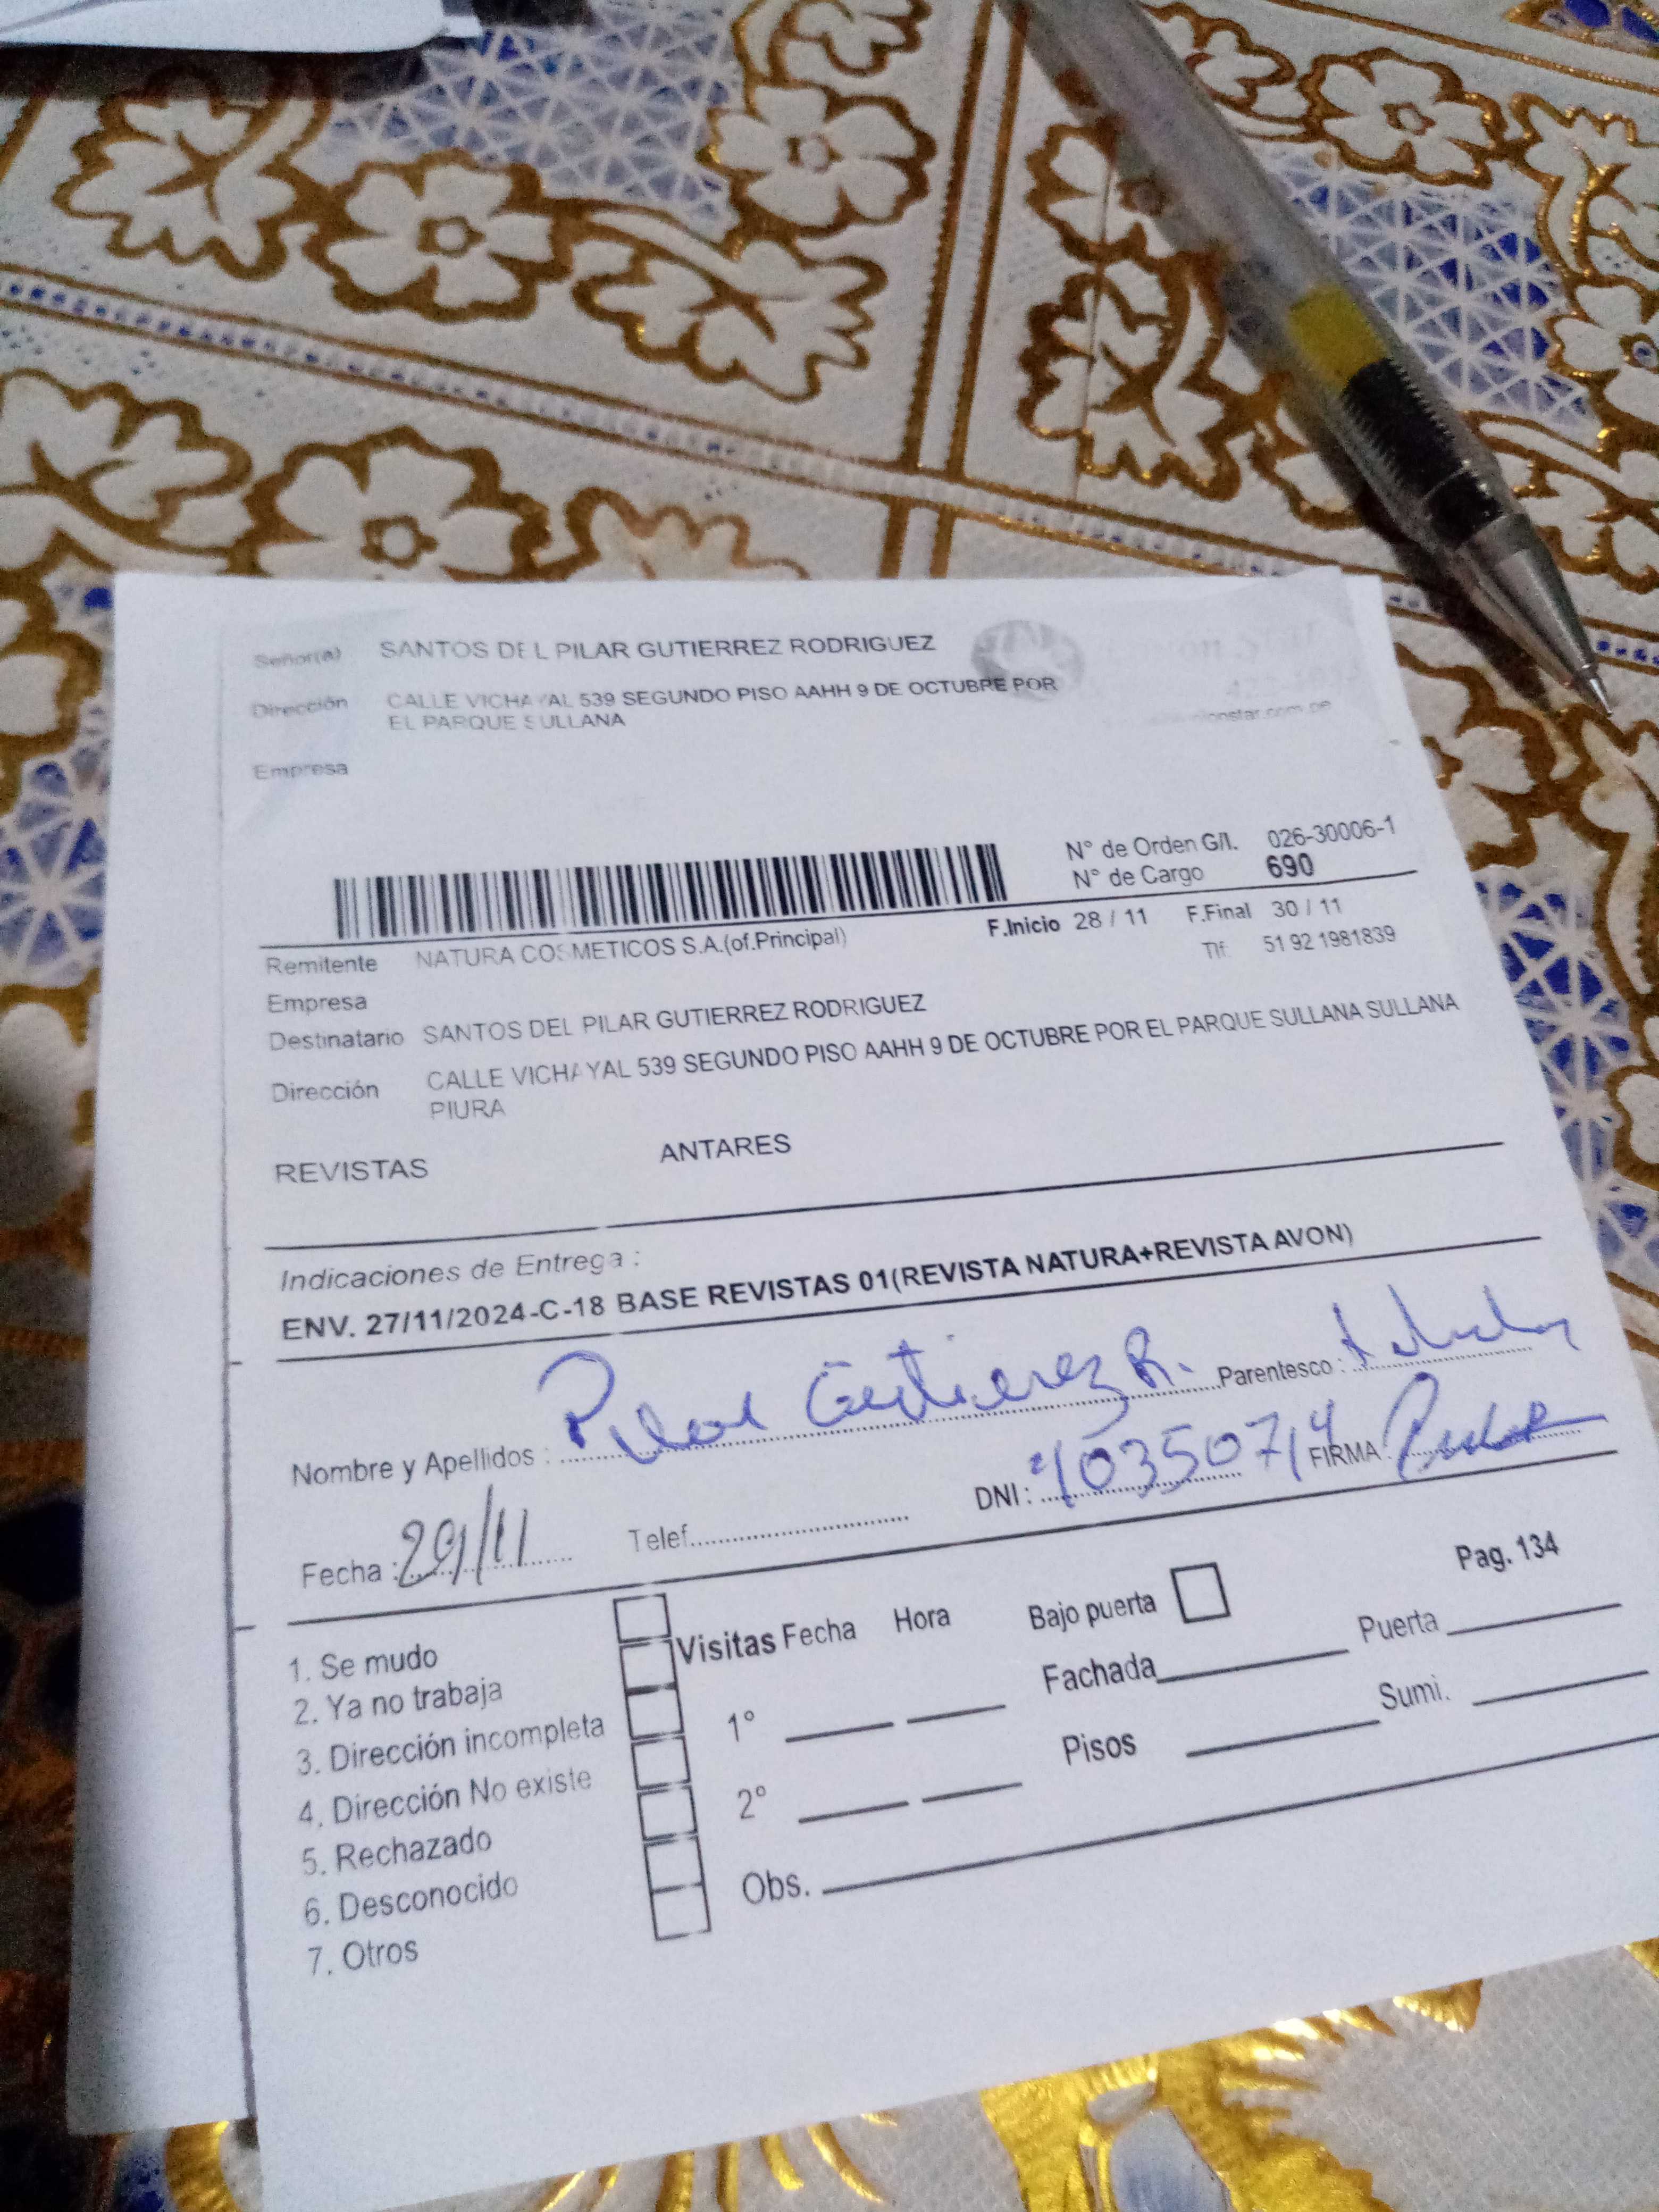 Señor(a) SANTOS DEL PILAR GUTIERREZ RODRIGUEZ
Dirección CALLE VICHAYAL 539 SEGUNDO PISO AAHH 9 DE OCTUBRE POR
EL PARQUE SULLANA
Empresa
N° de Orden G/I. 026-30006-1
N° de Cargo 690
F.Inicio 28 / 11 F.Final 30 / 11
Remitente NATURA COSMETICOS S.A.(of.Principal) Tlf. 51 92 1981839
Empresa
Destinatario SANTOS DEL PILAR GUTIERREZ RODRIGUEZ
Dirección CALLE VICHAYAL 539 SEGUNDO PISO AAHH 9 DE OCTUBRE POR EL PARQUE SULLANA SULLANA
PIURA
REVISTAS ANTARES
Indicaciones de Entrega :
ENV. 27/11/2024-C-18 BASE REVISTAS 01(REVISTA NATURA+REVISTA AVON)
Nombre y Apellidos : Pilar Gutierrez R. Parentesco :
Fecha : 29/11 Telef. DNI : 40350714 FIRMA
Pag. 134
1. Se mudo
2. Ya no trabaja
3. Dirección incompleta
4. Dirección No existe
5. Rechazado
6. Desconocido
7. Otros
Visitas Fecha Hora Bajo puerta
Fachada Puerta
1°
Pisos Sumi.
2°
Obs.